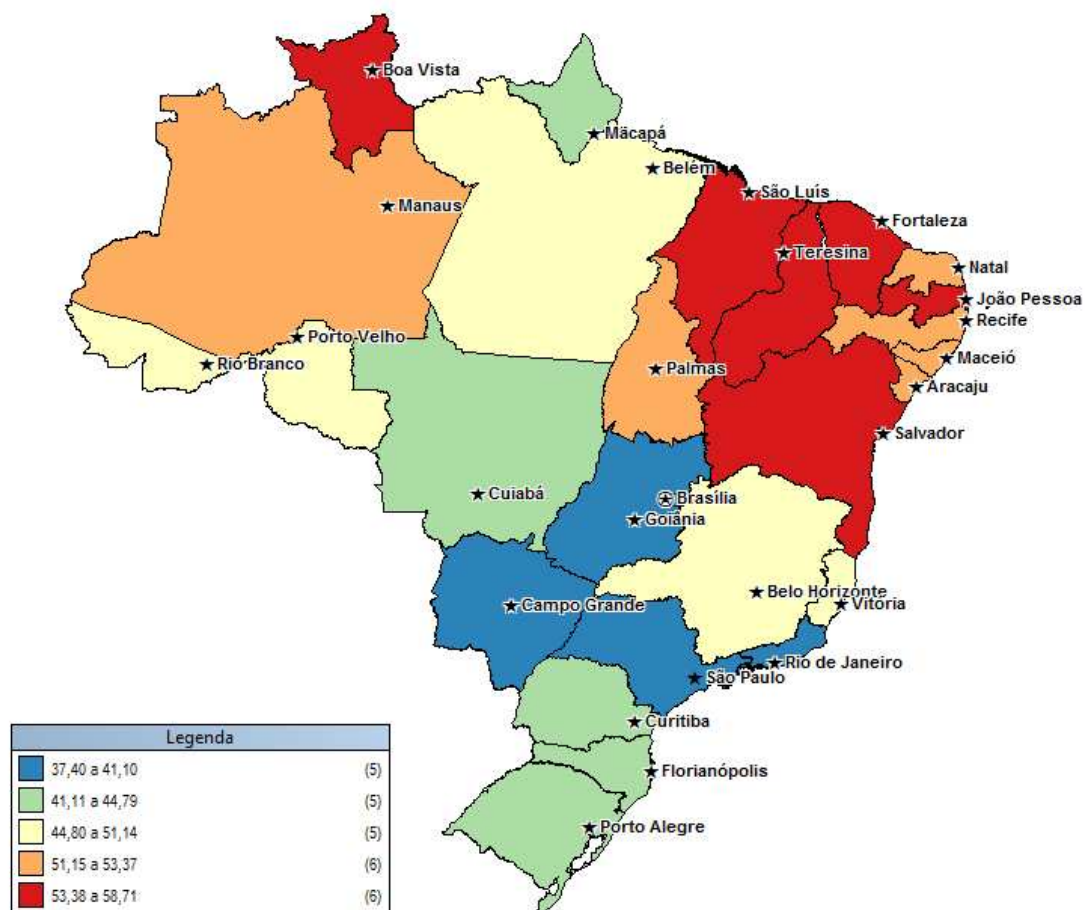 Boa Vista
Mäcapá
Belém
São Luís
Manaus
Fortaleza
Teresina
Natal
João Pessoa
Recife
Porto Velho
Maceió
Rio Branco
Palmas
Aracaju
Salvador
Cuiabá
Brasília
Goiânia
Belo Horizonte
Vitória
Campo Grande
Rio de Janeiro
São Paulo
Curitiba
Florianópolis
Porto Alegre
Legenda
37,40 a 41,10 (5)
41,11 a 44,79 (5)
44,80 a 51,14 (5)
51,15 a 53,37 (6)
53,38 a 58,71 (6)